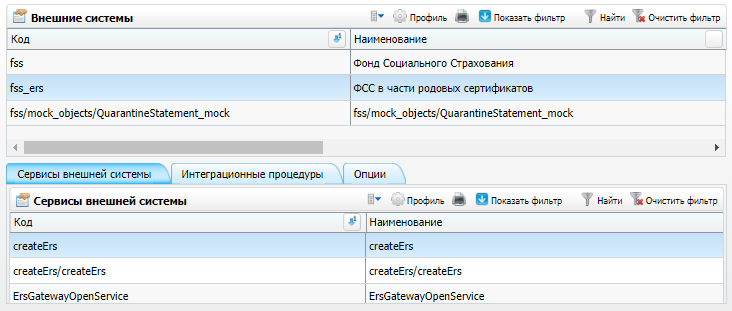 Внешние системы Профиль Показать фильтр Найти Очистить фильтр
Код Наименование
fss Фонд Социального Страхования
fss_ers ФСС в части родовых сертификатов
fss/mock_objects/QuarantineStatement_mock fss/mock_objects/QuarantineStatement_mock
Сервисы внешней системы Интеграционные процедуры Опции
Сервисы внешней системы Профиль Показать фильтр Найти Очистить фильтр
Код Наименование
createErs createErs
createErs/createErs createErs/createErs
ErsGatewayOpenService ErsGatewayOpenService